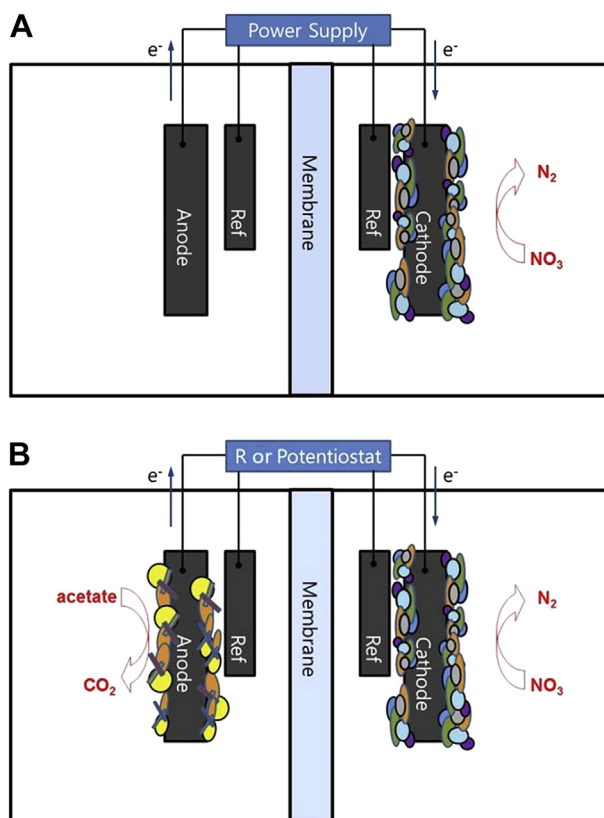 A
Power Supply
e-
e-
Anode
Ref
Membrane
Ref
Cathode
N2
NO3
B
R or Potentiostat
e-
e-
acetate
CO2
Anode
Ref
Membrane
Ref
Cathode
N2
NO3